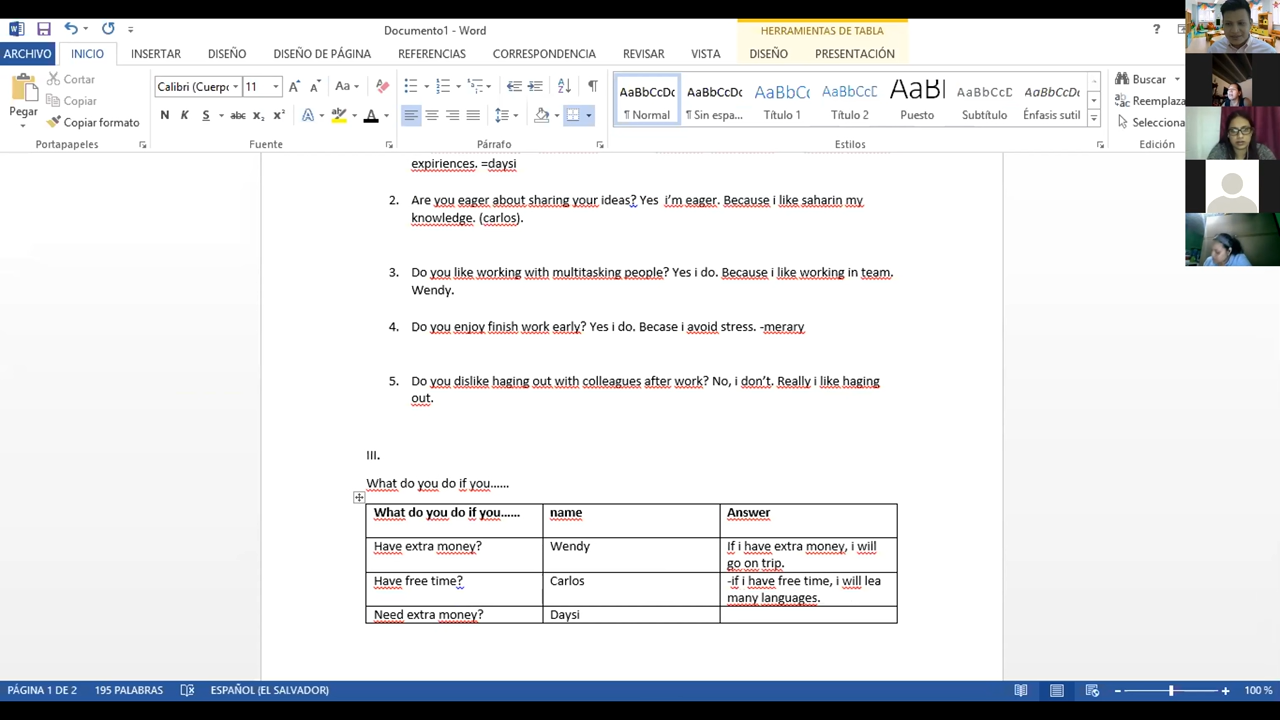 Documento1 - Word
HERRAMIENTAS DE TABLA
?
ARCHIVO INICIO INSERTAR DISEÑO DISEÑO DE PÁGINA REFERENCIAS CORRESPONDENCIA REVISAR VISTA DISEÑO PRESENTACIÓN
Pegar
Cortar
Copiar
Copiar formato
Calibri (Cuerpo 11
N K S abc x₂ x²
AaBbCcDc AaBbCcDc AaBbCc AaBbCcD AaBl AaBbCcD AaBbCcDc
¶ Normal ¶ Sin espa... Título 1 Título 2 Puesto Subtítulo Énfasis sutil
Buscar
Reemplaza
Selecciona
Portapapeles Fuente Párrafo Estilos Edición
expiriences. =daysi
2. Are you eager about sharing your ideas? Yes i’m eager. Because i like saharin my
knowledge. (carlos).
3. Do you like working with multitasking people? Yes i do. Because i like working in team.
Wendy.
4. Do you enjoy finish work early? Yes i do. Becase i avoid stress. -merary
5. Do you dislike haging out with colleagues after work? No, i don’t. Really i like haging
out.
III.
What do you do if you……
What do you do if you…… name Answer
Have extra money? Wendy If i have extra money, i will
go on trip.
Have free time? Carlos -if i have free time, i will lea
many languages.
Need extra money? Daysi
PÁGINA 1 DE 2 195 PALABRAS ESPAÑOL (EL SALVADOR) 100 %